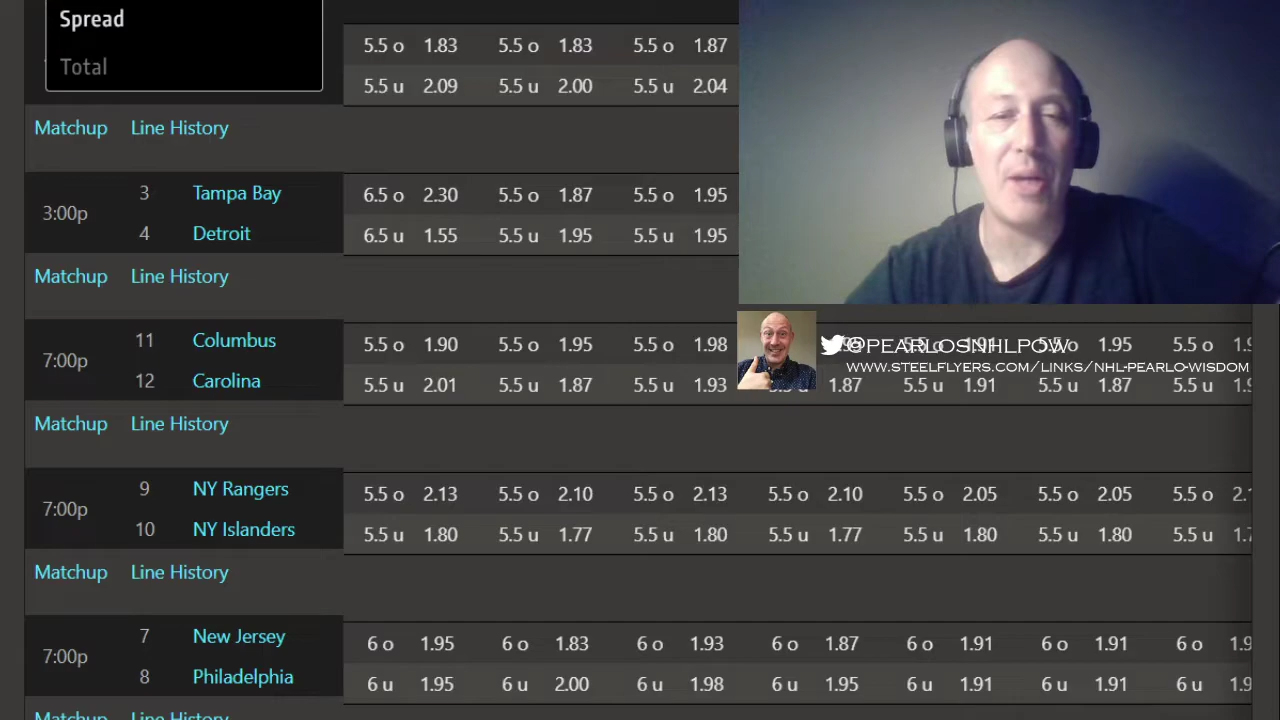 Spread
Total
5.5 o 1.83 5.5 o 1.83 5.5 o 1.87
5.5 u 2.09 5.5 u 2.00 5.5 u 2.04
Matchup Line History
3:00p
3 Tampa Bay 6.5 o 2.30 5.5 o 1.87 5.5 o 1.95
4 Detroit 6.5 u 1.55 5.5 u 1.95 5.5 u 1.95
Matchup Line History
7:00p
11 Columbus 5.5 o 1.90 5.5 o 1.95 5.5 o 1.98 5.5 o 1.95 5.5 o
12 Carolina 5.5 u 2.01 5.5 u 1.87 5.5 u 1.93 1.87 5.5 u 1.91 5.5 u 1.87 5.5 u
@PEARLOSNHLPOW
WWW.STEELFLYERS.COM/LINKS/NHL-PEARLO-WISDOM
Matchup Line History
7:00p
9 NY Rangers 5.5 o 2.13 5.5 o 2.10 5.5 o 2.13 5.5 o 2.10 5.5 o 2.05 5.5 o 2.05 5.5 o
10 NY Islanders 5.5 u 1.80 5.5 u 1.77 5.5 u 1.80 5.5 u 1.77 5.5 u 1.80 5.5 u 1.80 5.5 u
Matchup Line History
7:00p
7 New Jersey 6 o 1.95 6 o 1.83 6 o 1.93 6 o 1.87 6 o 1.91 6 o 1.91 6 o
8 Philadelphia 6 u 1.95 6 u 2.00 6 u 1.98 6 u 1.95 6 u 1.91 6 u 1.91 6 u
Matchup Line History